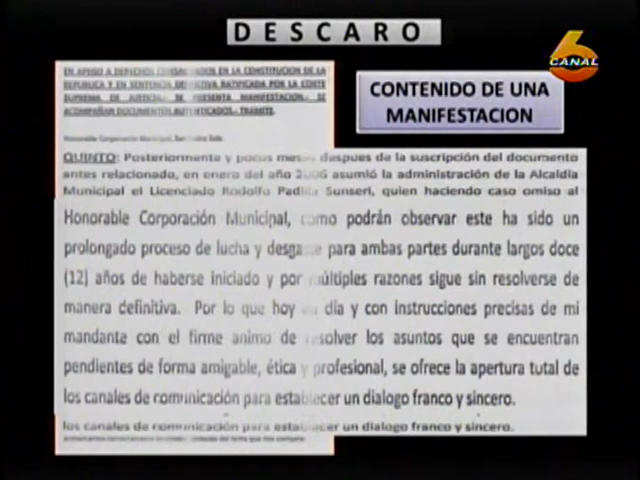 DESCARO
6
CANAL
CONTENIDO DE UNA
MANIFESTACION
EN APEGO A DERECHOS CONSAGRADOS EN LA CONSTITUCION DE LA
REPUBLICA Y EN SENTENCIA DEFINITIVA RATIFICADA POR LA CORTE
SUPREMA DE JUSTICIA.- SE PRESENTA MANIFESTACION.- SE
ACOMPAÑAN DOCUMENTOS AUTENTICADOS.- TRAMITE.
Honorable Corporación Municipal, San Pedro Sula.
QUINTO: Posteriormente y pocos meses despues de la suscripción del documento
antes relacionado, en enero del año 2006 asumió la administración de la Alcaldia
Municipal el Licenciado Rodolfo Padilla Sunseri, quien haciendo caso omiso al
Honorable Corporación Municipal, como podrán observar este ha sido un
prolongado proceso de lucha y desgaste para ambas partes durante largos doce
(12) años de haberse iniciado y por múltiples razones sigue sin resolverse de
manera definitiva. Por lo que hoy en día y con instrucciones precisas de mi
mandante con el firme animo de resolver los asuntos que se encuentran
pendientes de forma amigable, ética y profesional, se ofrece la apertura total de
los canales de comunicación para establecer un dialogo franco y sincero.
los canales de comunicación para establecer un dialogo franco y sincero.